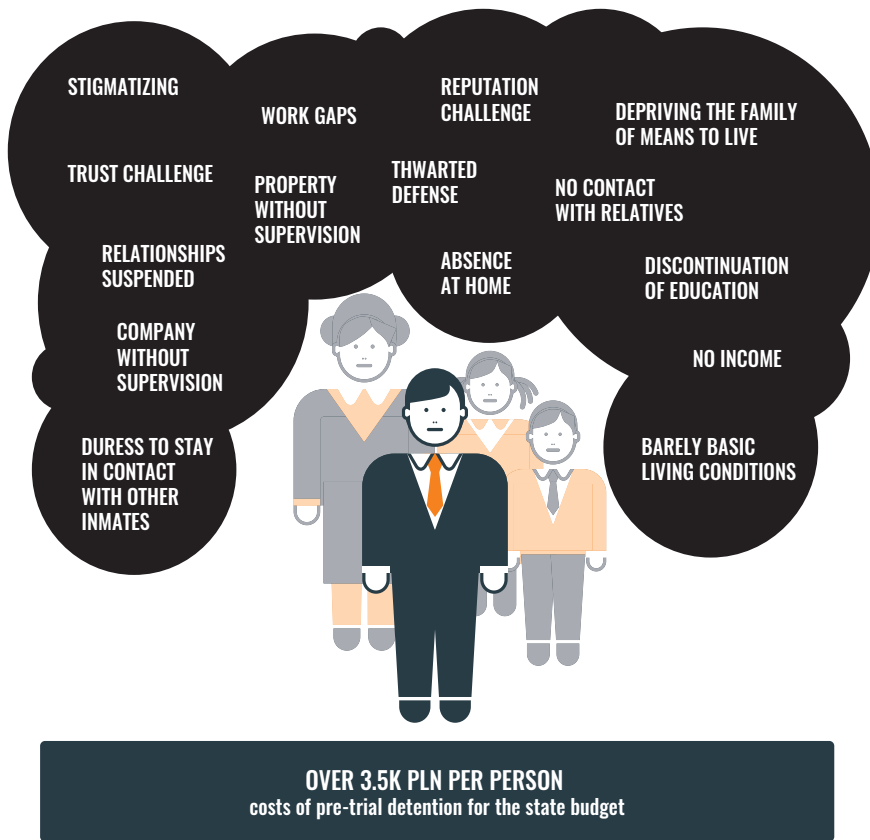 STIGMATIZING
WORK GAPS
REPUTATION
CHALLENGE
DEPRIVING THE FAMILY
OF MEANS TO LIVE
TRUST CHALLENGE
PROPERTY
WITHOUT
SUPERVISION
THWARTED
DEFENSE
NO CONTACT
WITH RELATIVES
RELATIONSHIPS
SUSPENDED
ABSENCE
AT HOME
DISCONTINUATION
OF EDUCATION
COMPANY
WITHOUT
SUPERVISION
NO INCOME
DURESS TO STAY
IN CONTACT
WITH OTHER
INMATES
BARELY BASIC
LIVING CONDITIONS
OVER 3.5K PLN PER PERSON
costs of pre-trial detention for the state budget